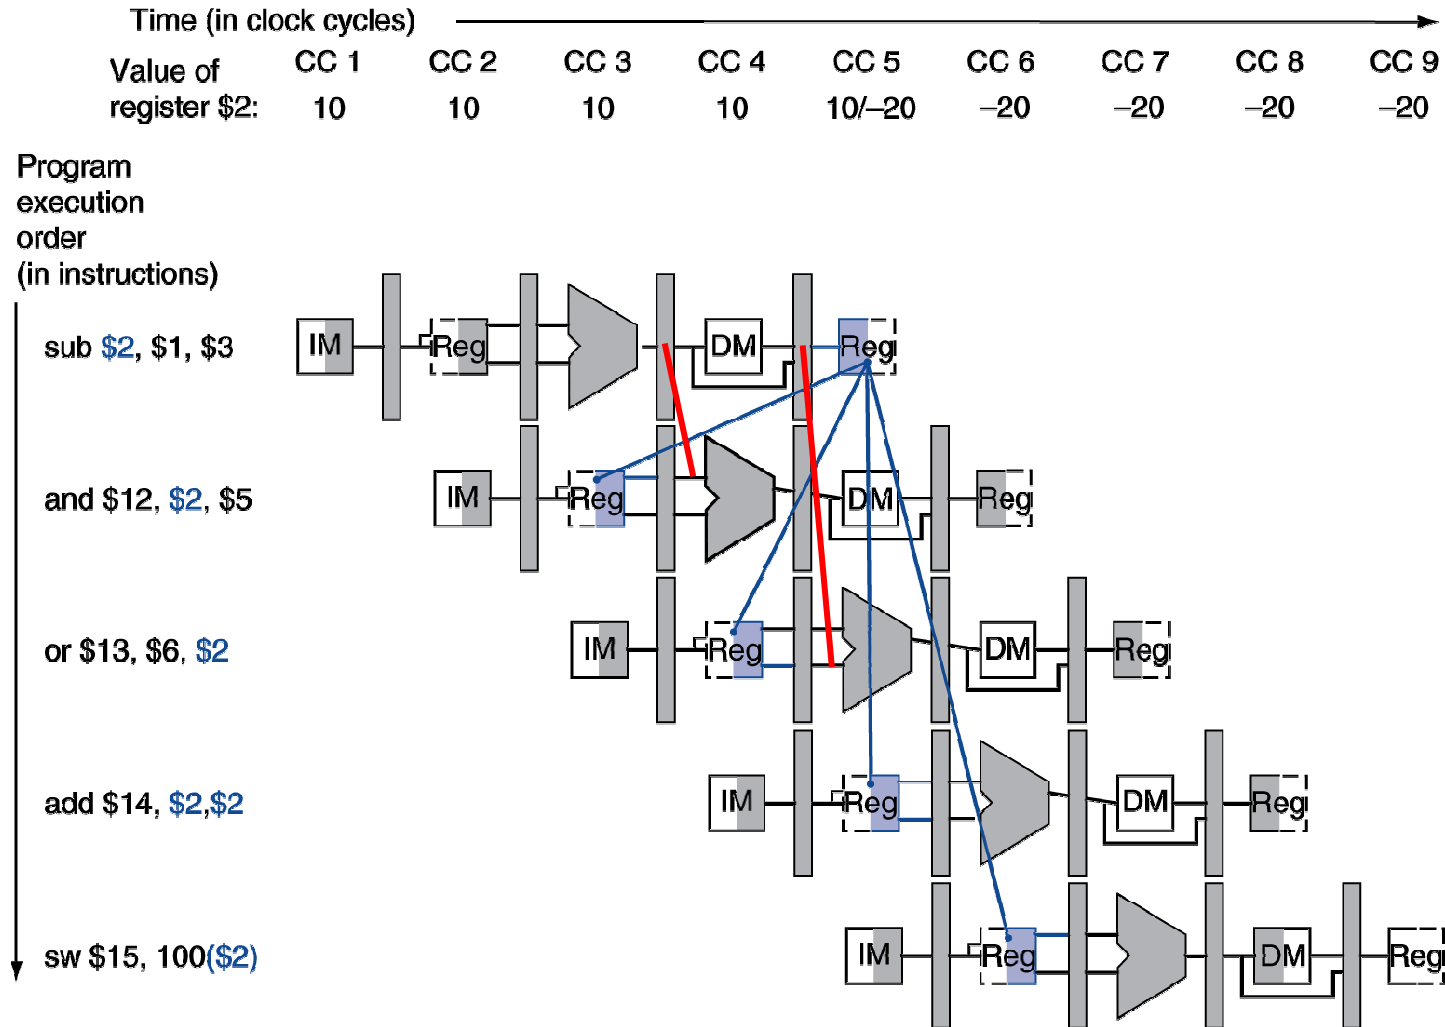 Time (in clock cycles)
CC 1 CC 2 CC 3 CC 4 CC 5 CC 6 CC 7 CC 8 CC 9
Value of
register $2: 10 10 10 10 10/–20 –20 –20 –20 –20
Program
execution
order
(in instructions)
sub $2, $1, $3 IM Reg DM Reg
and $12, $2, $5 IM Reg DM Reg
or $13, $6, $2 IM Reg DM Reg
add $14, $2,$2 IM Reg DM Reg
sw $15, 100($2) IM Reg DM Reg